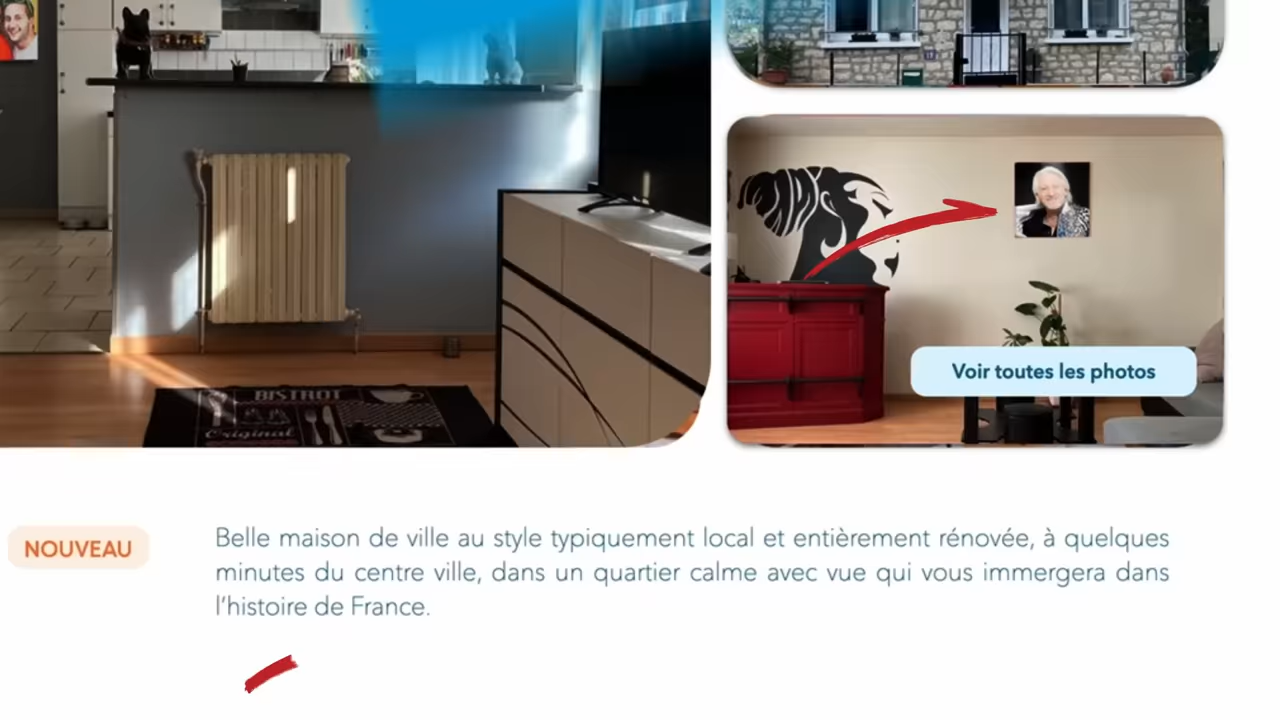 BISTROT
Original
Voir toutes les photos
NOUVEAU
Belle maison de ville au style typiquement local et entièrement rénovée, à quelques
minutes du centre ville, dans un quartier calme avec vue qui vous immergera dans
l'histoire de France.